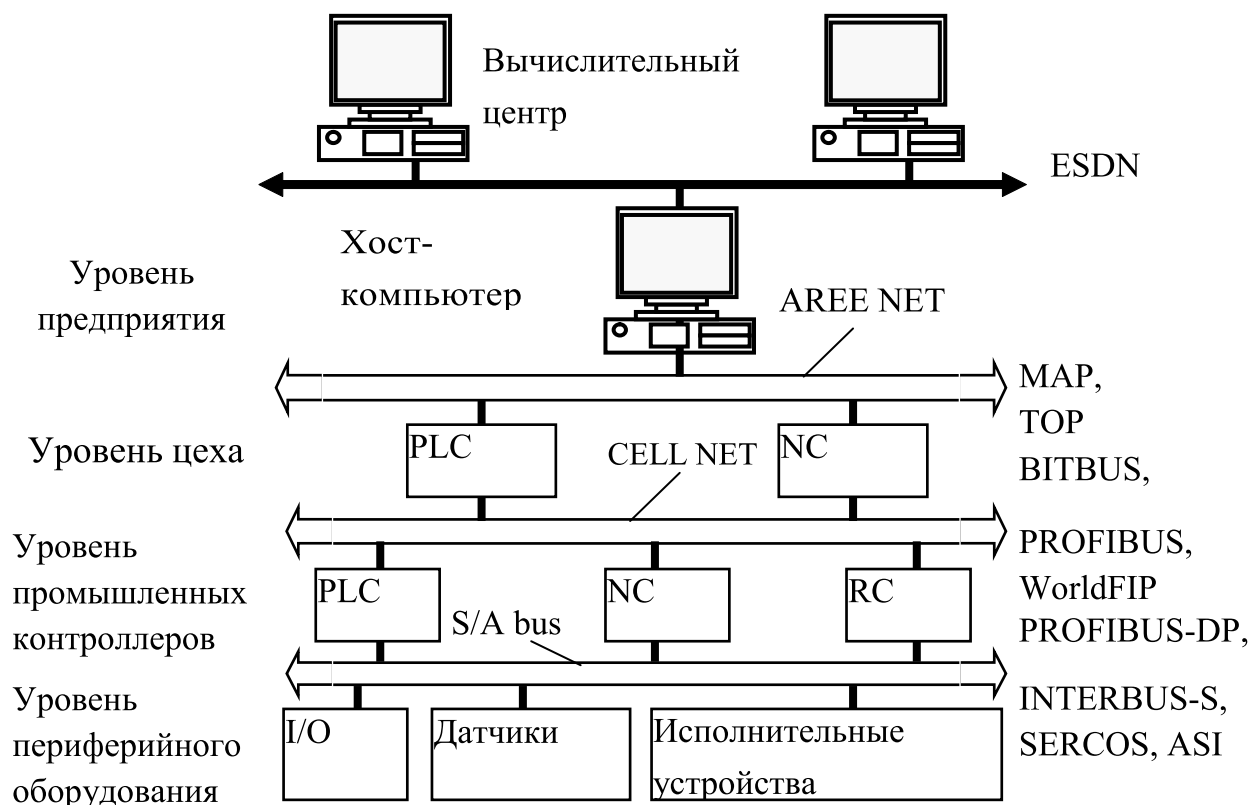 Вычислительный
центр
ESDN
Хост-
компьютер
Уровень
предприятия
AREE NET
MAP,
TOP
BITBUS,
Уровень цеха
PLC
CELL NET
NC
Уровень
промышленных
контроллеров
PROFIBUS,
WorldFIP
PROFIBUS-DP,
PLC
NC
RC
S/A bus
Уровень
периферийного
оборудования
I/O
Датчики
Исполнительные
устройства
INTERBUS-S,
SERCOS, ASI